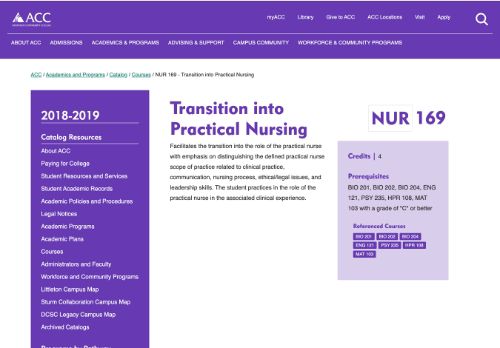 ACC
myACC Library Give to ACC ACC Locations Visit Apply
ABOUT ACC ADMISSIONS ACADEMICS & PROGRAMS ADVISING & SUPPORT CAMPUS COMMUNITY WORKFORCE & COMMUNITY PROGRAMS
ACC / Academics and Programs / Catalog / Courses / NUR 169 - Transition into Practical Nursing
2018-2019
Catalog Resources
About ACC
Paying for College
Student Resources and Services
Student Academic Records
Academic Policies and Procedures
Legal Notices
Academic Programs
Academic Plans
Courses
Administrators and Faculty
Workforce and Community Programs
Littleton Campus Map
Sturm Collaboration Campus Map
DCSC Legacy Campus Map
Archived Catalogs
Transition into
Practical Nursing
Facilitates the transition into the role of the practical nurse
with emphasis on distinguishing the defined practical nurse
scope of practice related to clinical practice,
communication, nursing process, ethical/legal issues, and
leadership skills. The student practices in the role of the
practical nurse in the associated clinical experience.
NUR 169
Credits | 4
Prerequisites
BIO 201, BIO 202, BIO 204, ENG
121, PSY 235, HPR 108, MAT
103 with a grade of "C" or better
Referenced Courses
BIO 201 BIO 202 BIO 204
ENG 121 PSY 235 HPR 108
MAT 103